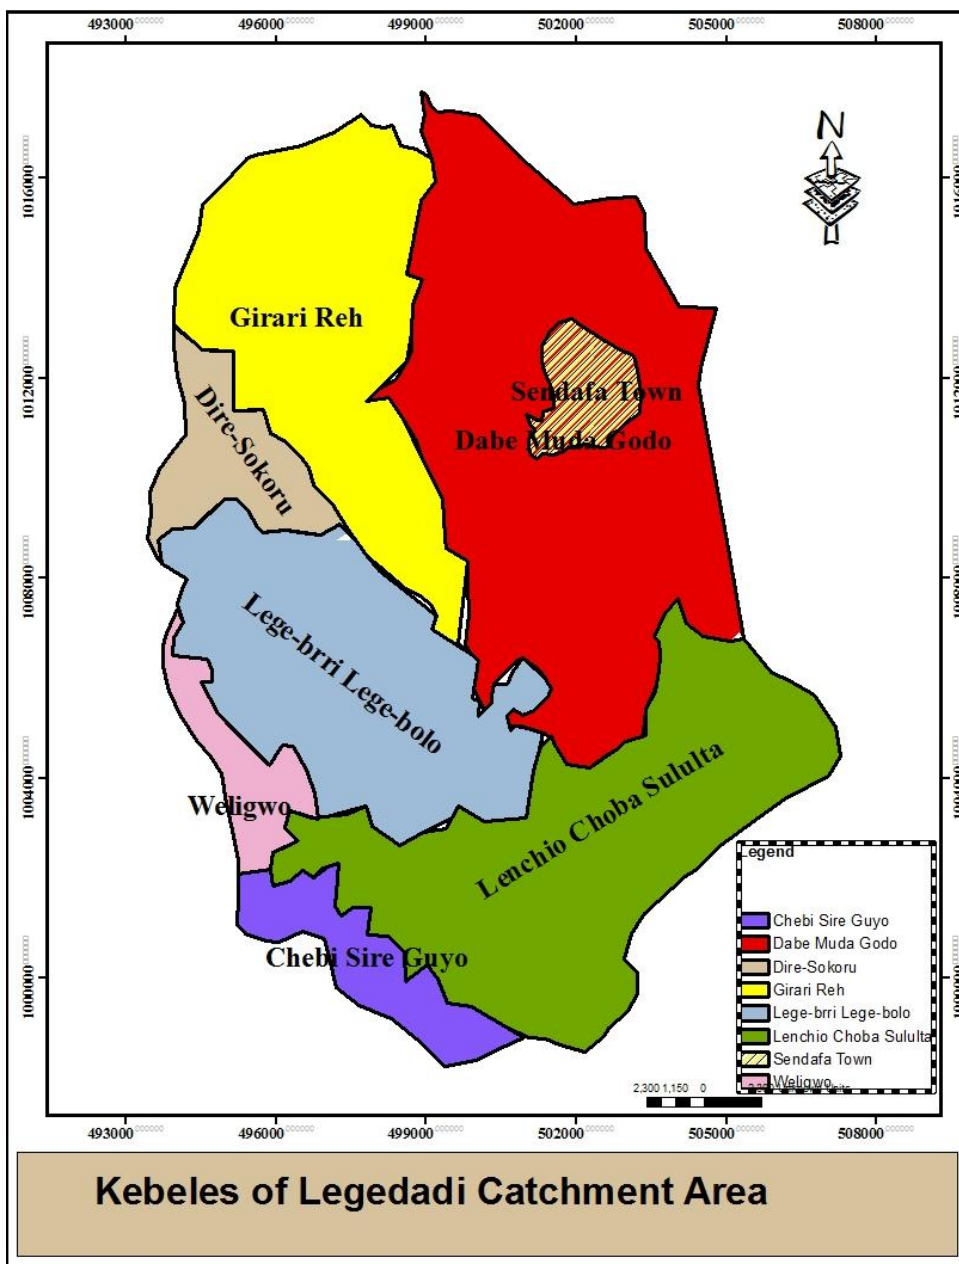 493000 496000 499000 502000 505000 508000
N
1016000
1012000
1008000
1004000
1000000
Girari Reh
Dire-Sokoru
Sendafa Town
Dabe Muda Godo
Lege-brri Lege-bolo
Weligwo
Lenchio Choba Sululta
Chebi Sire Guyo
Legend
Chebi Sire Guyo
Dabe Muda Godo
Dire-Sokoru
Girari Reh
Lege-brri Lege-bolo
Lenchio Choba Sululta
Sendafa Town
Weligwo
2,300 1,150 0
493000 496000 499000 502000 505000 508000
Kebeles of Legedadi Catchment Area